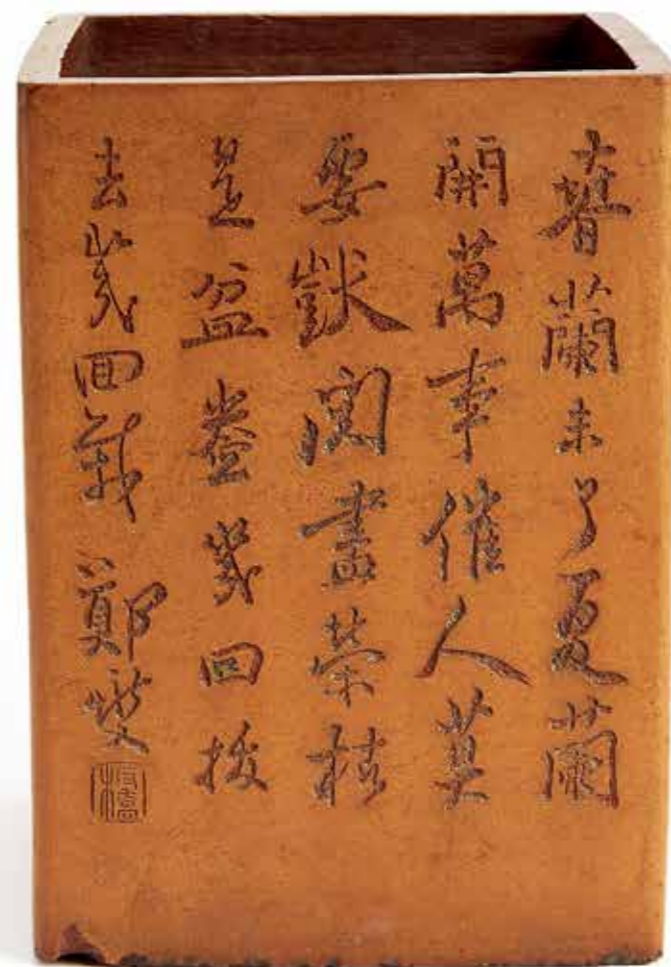 春蘭未了夏蘭
開萬事催人莫
要獃閱盡榮枯
是盆盎幾回拔
去幾回栽 鄭燮